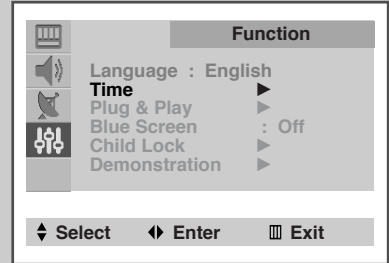 Function
Language : English
Time ▶
Plug & Play ▶
Blue Screen : Off
Child Lock ▶
Demonstration ▶
Select Enter Exit